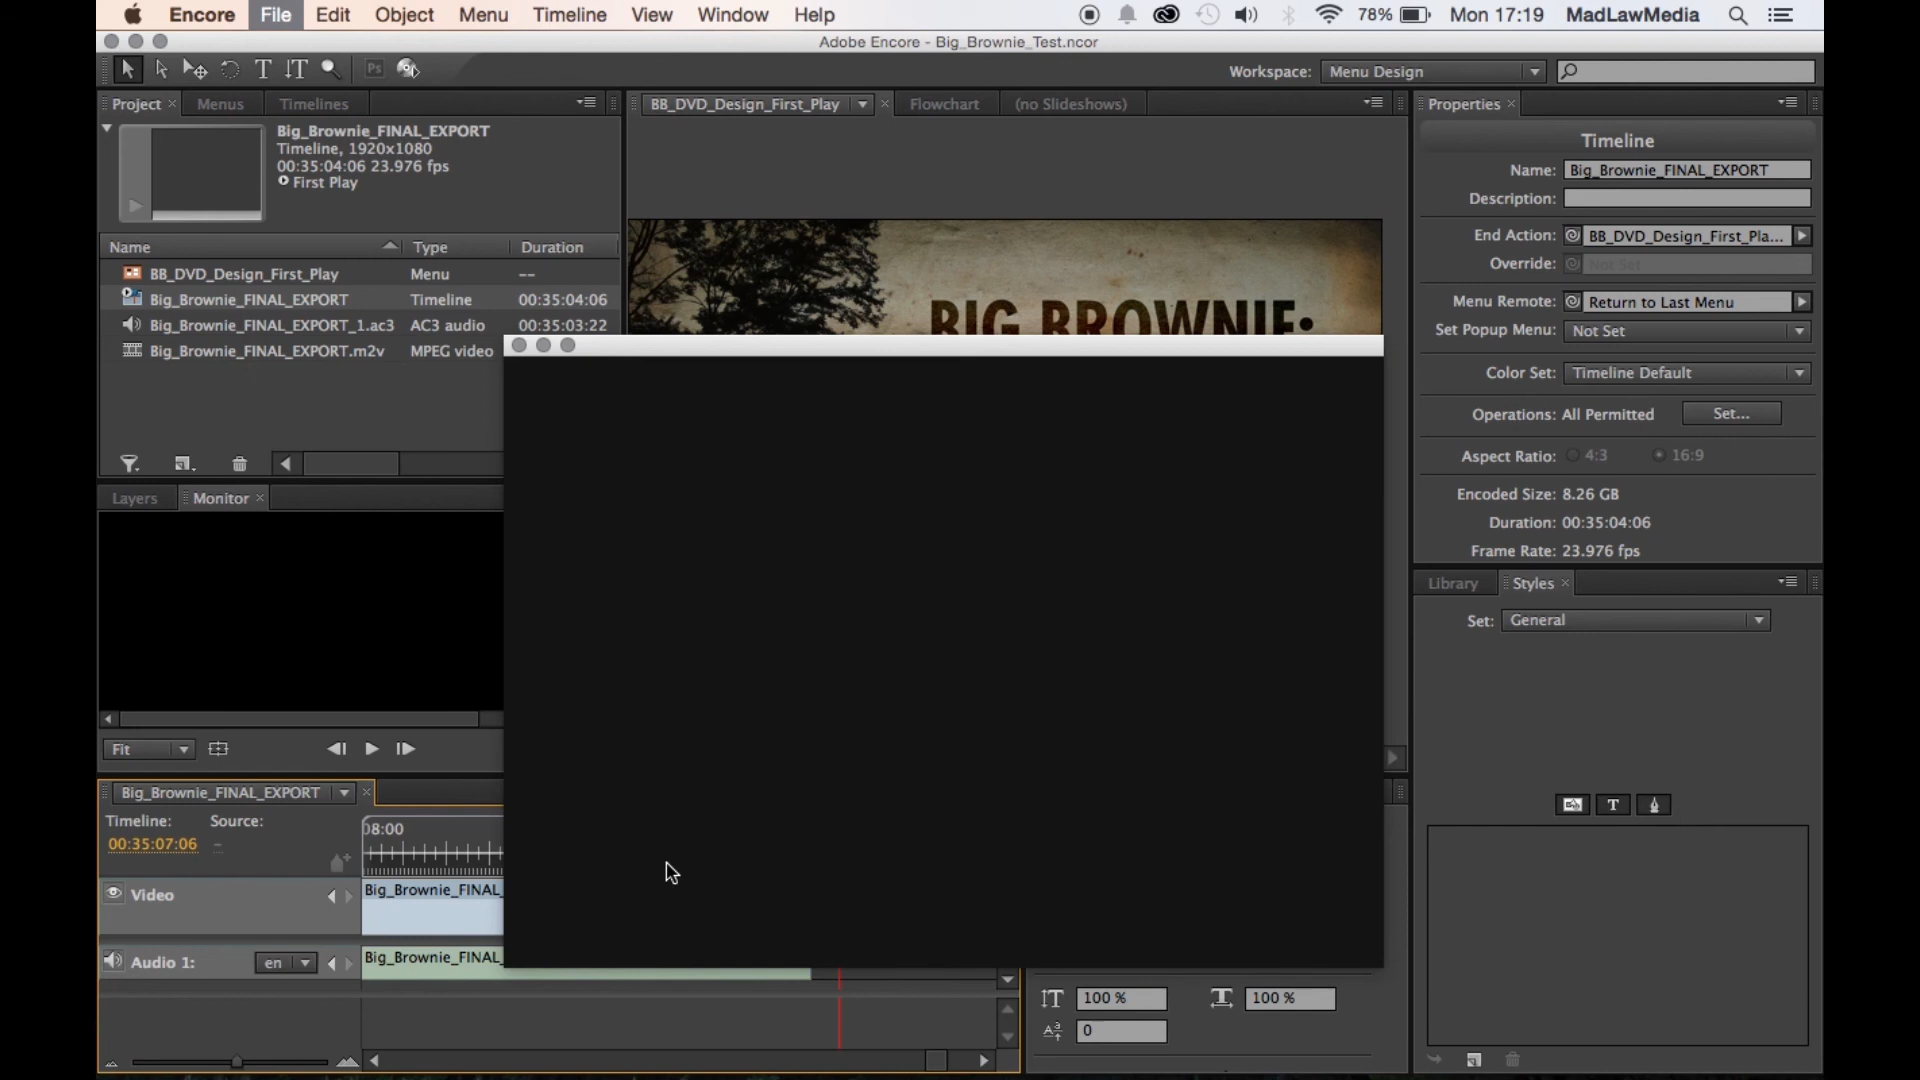 Encore File Edit Object Menu Timeline View Window Help 78% Mon 17:19 MadLawMedia
Adobe Encore - Big_Brownie_Test.ncor
T IT Ps Workspace: Menu Design
Project Menus Timelines
Big_Brownie_FINAL_EXPORT
Timeline, 1920x1080
00:35:04:06 23.976 fps
First Play
Name Type Duration
BB_DVD_Design_First_Play Menu --
Big_Brownie_FINAL_EXPORT Timeline 00:35:04:06
Big_Brownie_FINAL_EXPORT_1.ac3 AC3 audio 00:35:03:22
Big_Brownie_FINAL_EXPORT.m2v MPEG video
BB_DVD_Design_First_Play Flowchart (no Slideshows)
BIG BROWNIE:
Properties
Timeline
Name: Big_Brownie_FINAL_EXPORT
Description:
End Action: BB_DVD_Design_First_Pla...
Override: Not Set
Menu Remote: Return to Last Menu
Set Popup Menu: Not Set
Color Set: Timeline Default
Operations: All Permitted Set...
Aspect Ratio: 4:3 16:9
Encoded Size: 8.26 GB
Duration: 00:35:04:06
Frame Rate: 23.976 fps
Layers Monitor
Fit
Library Styles
Set: General
T
Big_Brownie_FINAL_EXPORT
Timeline: Source:
00:35:07:06 -
08:00
Video Big_Brownie_FINAL_
Audio 1: en Big_Brownie_FINAL_
100 % 100 %
0